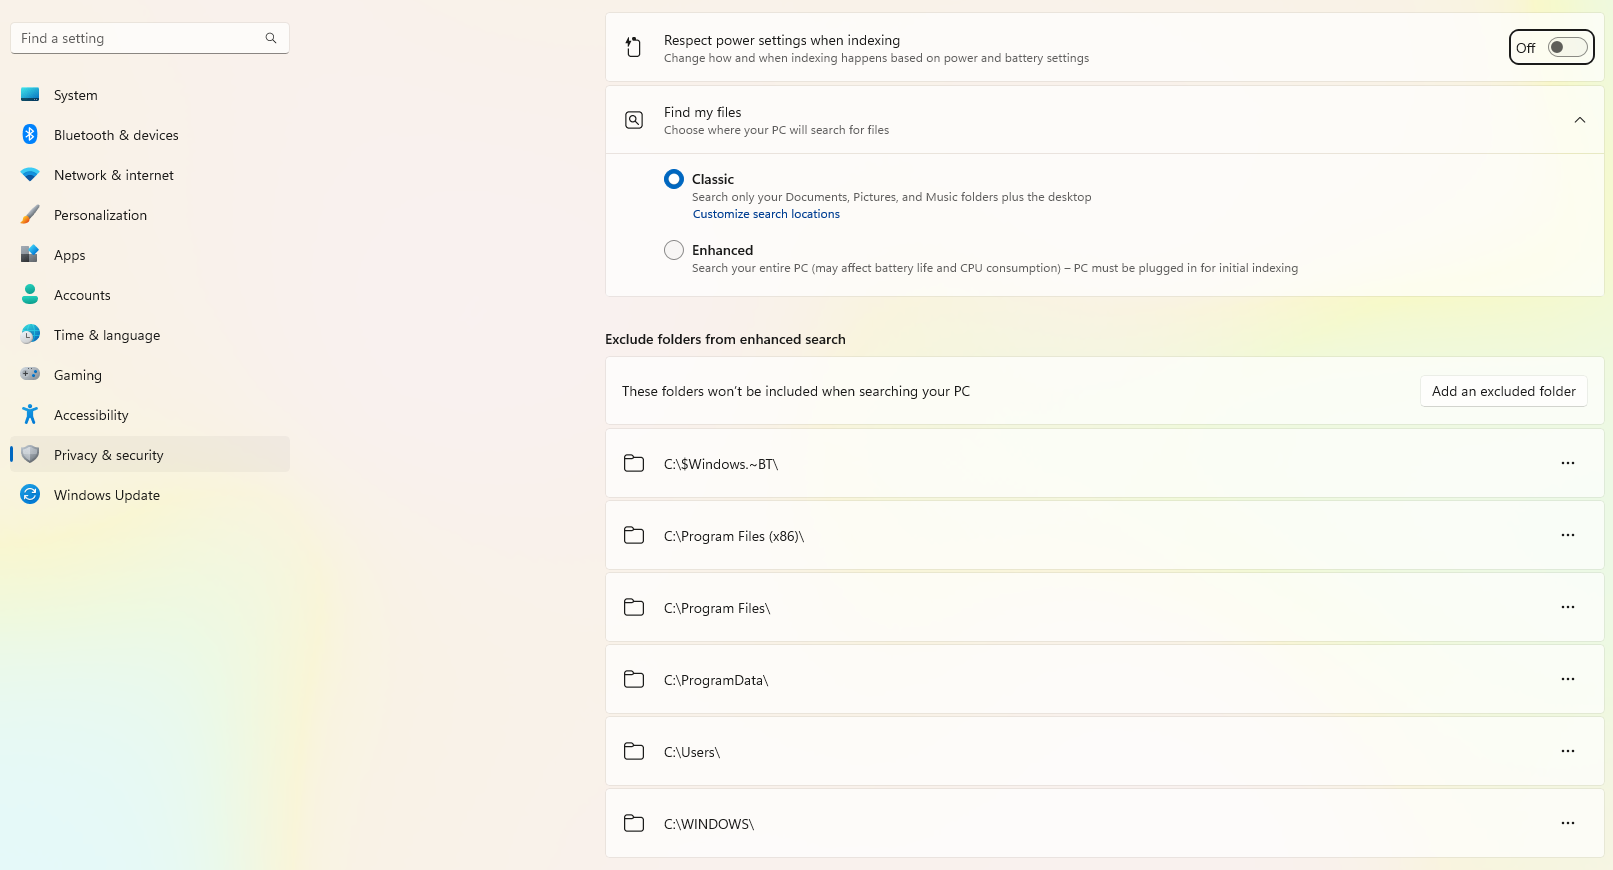 Find a setting
System
Bluetooth & devices
Network & internet
Personalization
Apps
Accounts
Time & language
Gaming
Accessibility
Privacy & security
Windows Update
Respect power settings when indexing
Change how and when indexing happens based on power and battery settings
Off
Find my files
Choose where your PC will search for files
Classic
Search only your Documents, Pictures, and Music folders plus the desktop
Customize search locations
Enhanced
Search your entire PC (may affect battery life and CPU consumption) – PC must be plugged in for initial indexing
Exclude folders from enhanced search
These folders won’t be included when searching your PC
Add an excluded folder
C:\$Windows.~BT\
C:\Program Files (x86)\
C:\Program Files\
C:\ProgramData\
C:\Users\
C:\WINDOWS\